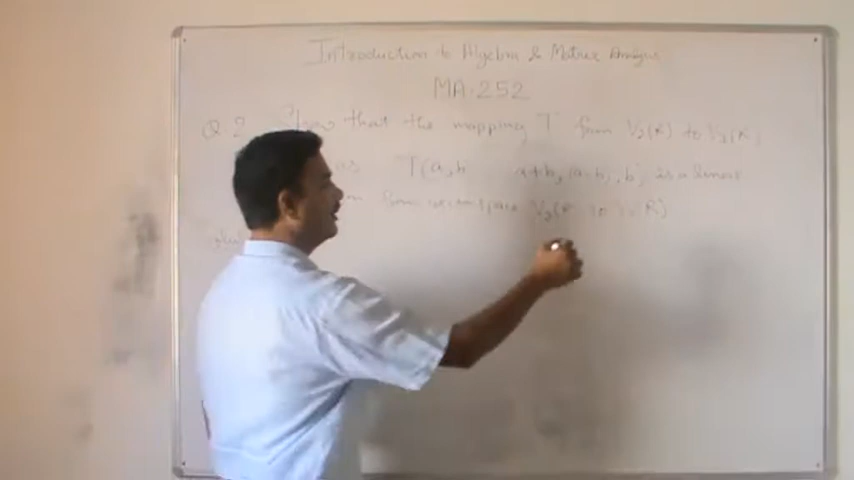 Introduction to Algebra & Matrix Analysis
MA-252
Q.2 Show that the mapping T from V₂(R) to V₃(R)
as T(a,b a+b, (a-b), b) is a linear
from vector space V₂(R to V₃(R)